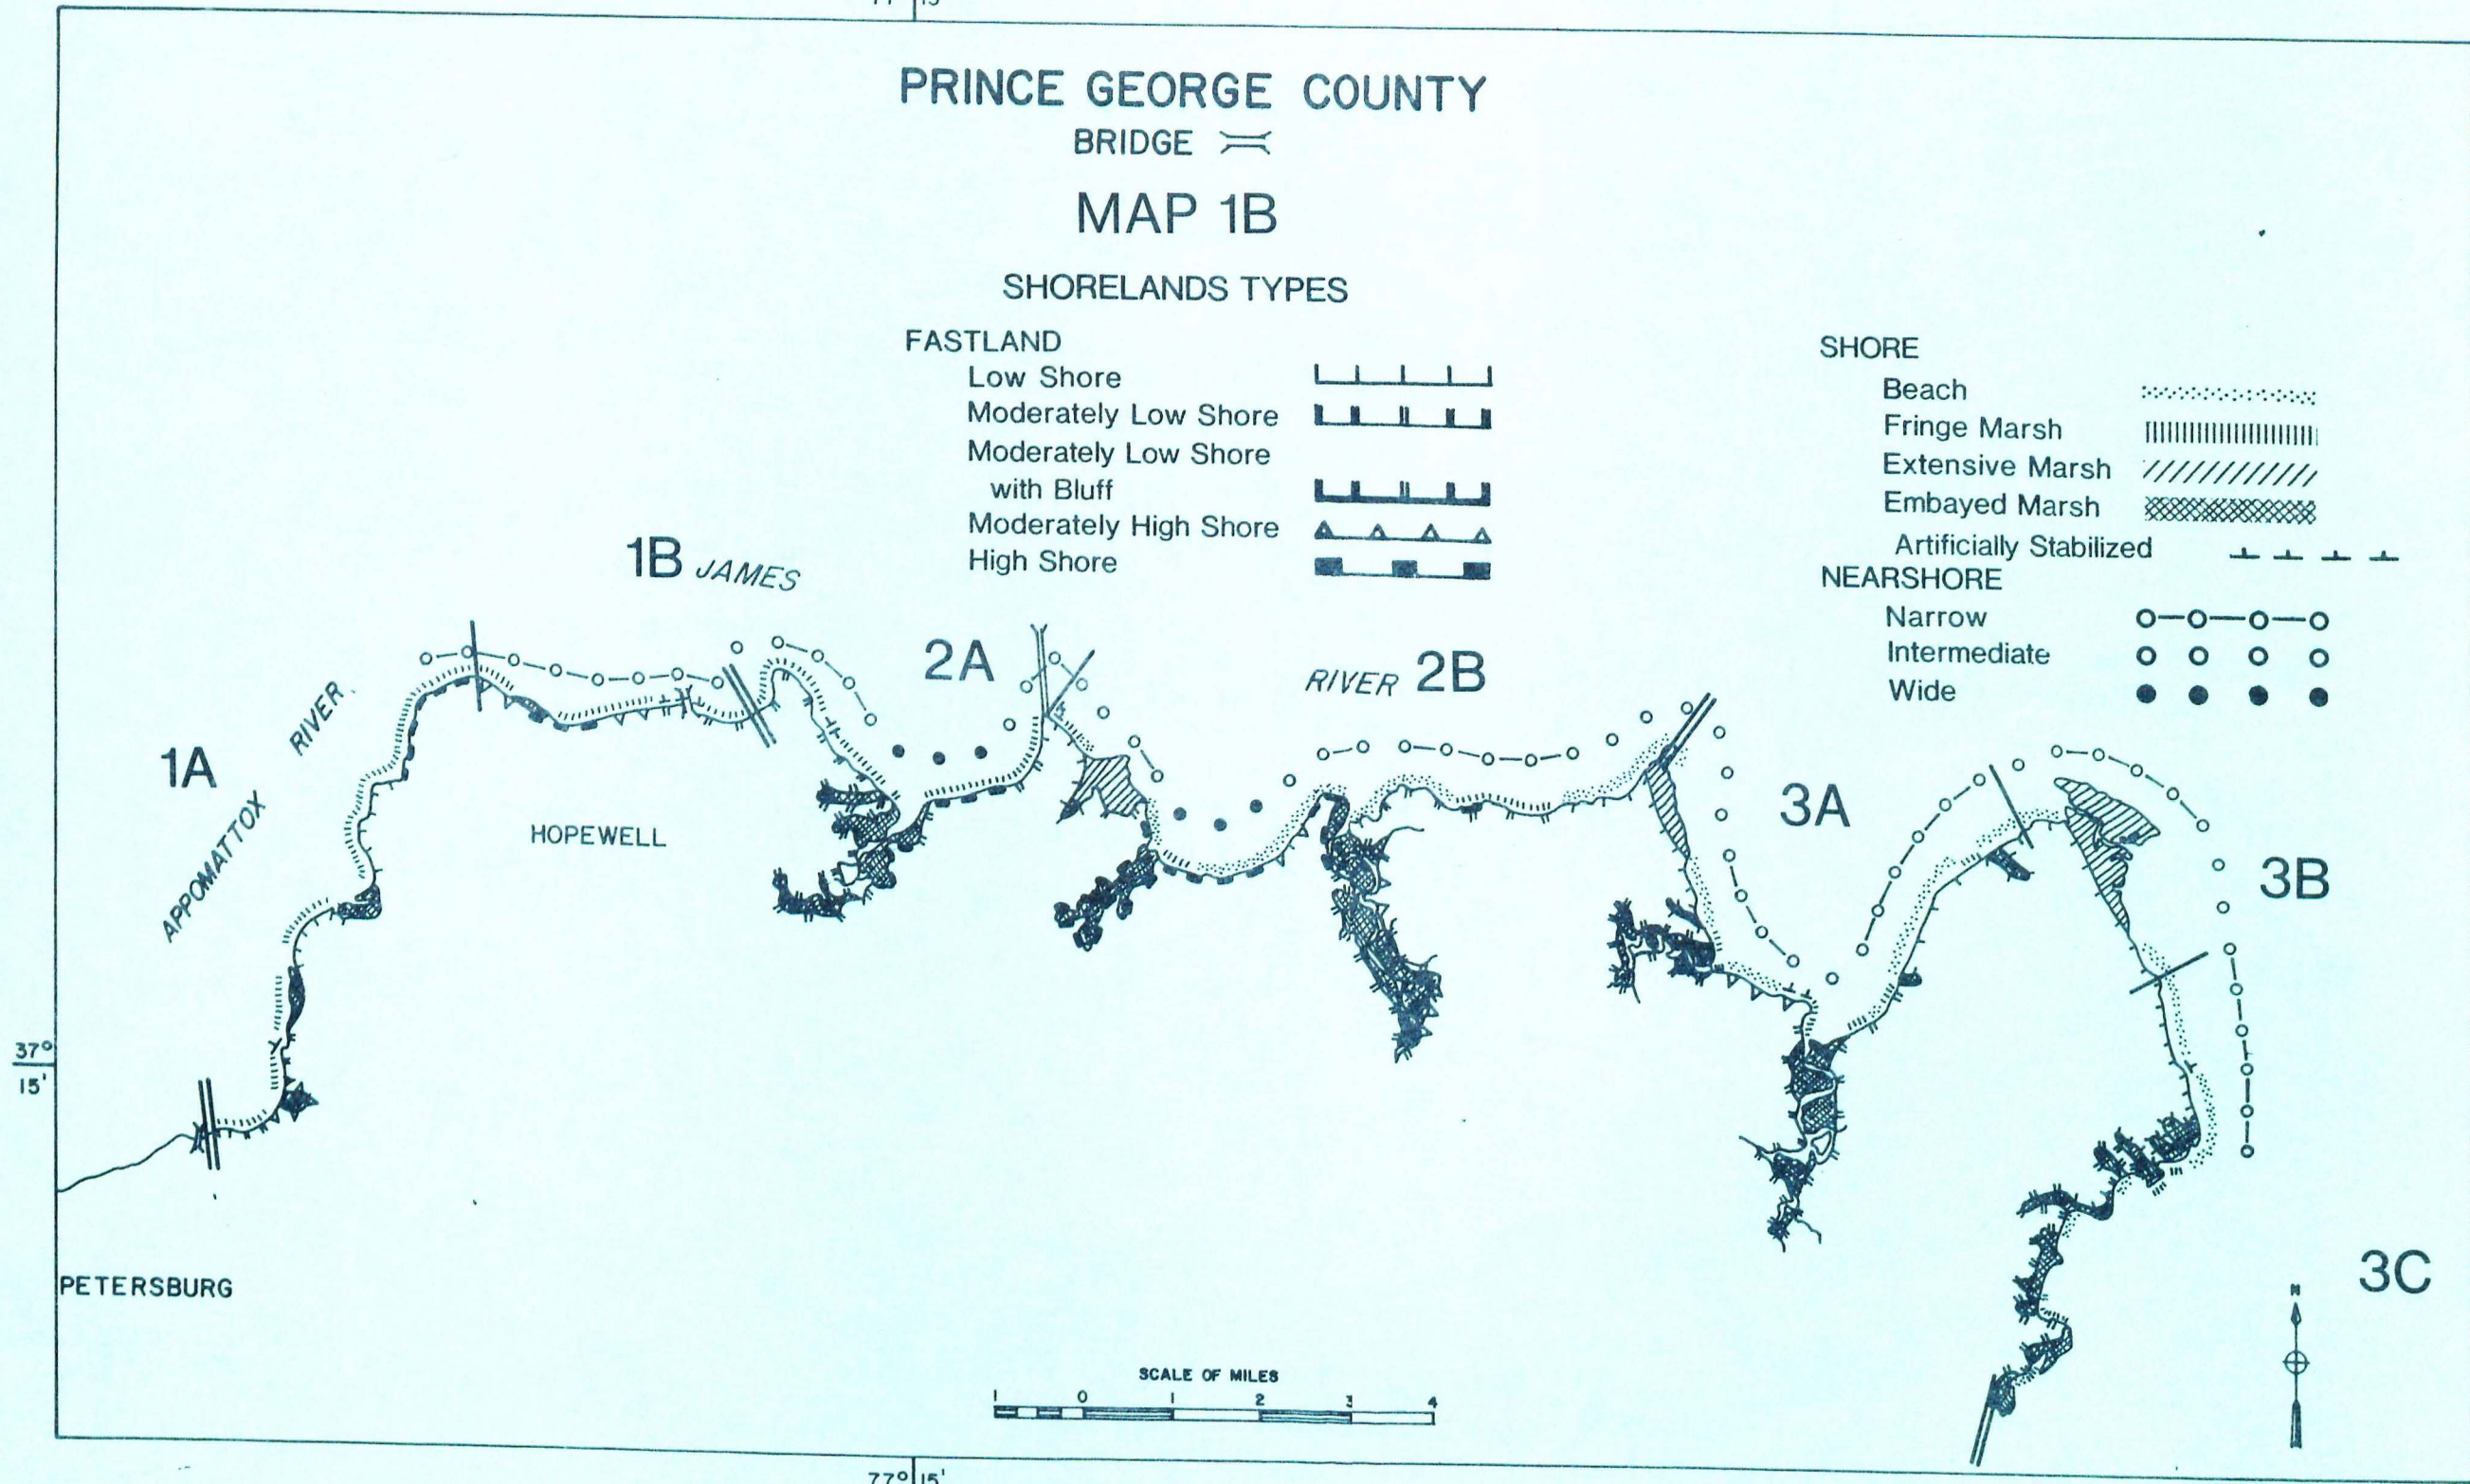 PRINCE GEORGE COUNTY
BRIDGE
MAP 1B
SHORELANDS TYPES
FASTLAND
Low Shore
Moderately Low Shore
Moderately Low Shore
with Bluff
Moderately High Shore
High Shore
SHORE
Beach
Fringe Marsh
Extensive Marsh
Embayed Marsh
Artificially Stabilized
NEARSHORE
Narrow
Intermediate
Wide
1B JAMES
2A
RIVER 2B
1A
APPOMATTOX RIVER
HOPEWELL
3A
3B
37°
15'
PETERSBURG
3C
N
SCALE OF MILES
1 0 1 2 3 4
77° 15'